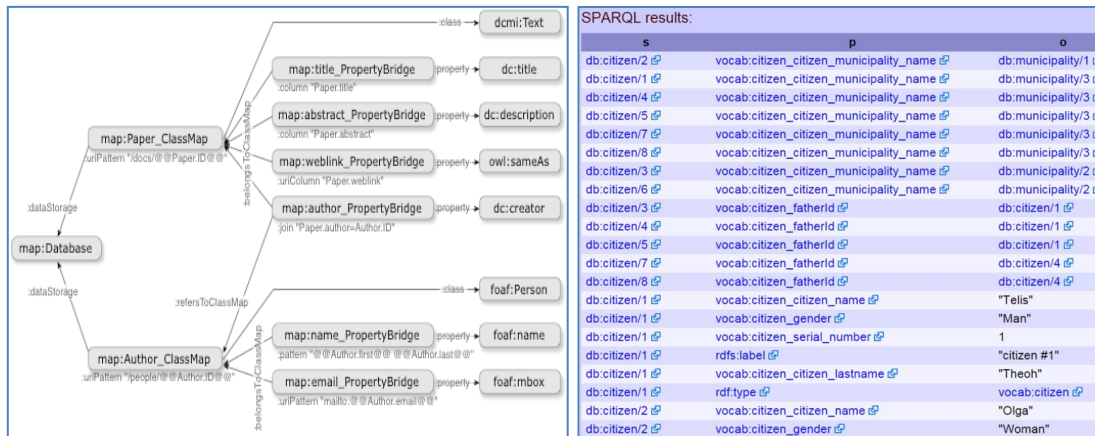 :class
dcmi:Text
map:title_PropertyBridge
:property
dc:title
:column "Paper.title"
map:abstract_PropertyBridge
:property
dc:description
:column "Paper.abstract"
map:Paper_ClassMap
:uriPattern "/docs/@@Paper.ID@@"
:belongsToClassMap
map:weblink_PropertyBridge
:property
owl:sameAs
:uriColumn "Paper.weblink"
:dataStorage
map:author_PropertyBridge
:property
dc:creator
:join "Paper.author=Author.ID"
map:Database
:dataStorage
:refersToClassMap
:class
foaf:Person
map:name_PropertyBridge
:property
foaf:name
:pattern "@@Author.first@@ @@Author.last@@"
map:Author_ClassMap
:uriPattern "/people/@@Author.ID@@"
:belongsToClassMap
map:email_PropertyBridge
:property
foaf:mbox
:uriPattern "mailto:@@Author.email@@"
SPARQL results:
s p o
db:citizen/2 vocab:citizen_citizen_municipality_name db:municipality/1
db:citizen/1 vocab:citizen_citizen_municipality_name db:municipality/3
db:citizen/4 vocab:citizen_citizen_municipality_name db:municipality/3
db:citizen/5 vocab:citizen_citizen_municipality_name db:municipality/3
db:citizen/7 vocab:citizen_citizen_municipality_name db:municipality/3
db:citizen/8 vocab:citizen_citizen_municipality_name db:municipality/3
db:citizen/3 vocab:citizen_citizen_municipality_name db:municipality/2
db:citizen/6 vocab:citizen_citizen_municipality_name db:municipality/2
db:citizen/3 vocab:citizen_fatherId db:citizen/1
db:citizen/4 vocab:citizen_fatherId db:citizen/1
db:citizen/5 vocab:citizen_fatherId db:citizen/1
db:citizen/7 vocab:citizen_fatherId db:citizen/4
db:citizen/8 vocab:citizen_fatherId db:citizen/4
db:citizen/1 vocab:citizen_citizen_name "Telis"
db:citizen/1 vocab:citizen_gender "Man"
db:citizen/1 vocab:citizen_serial_number 1
db:citizen/1 rdfs:label "citizen #1"
db:citizen/1 vocab:citizen_citizen_lastname "Theoh"
db:citizen/1 rdf:type vocab:citizen
db:citizen/2 vocab:citizen_citizen_name "Olga"
db:citizen/2 vocab:citizen_gender "Woman"